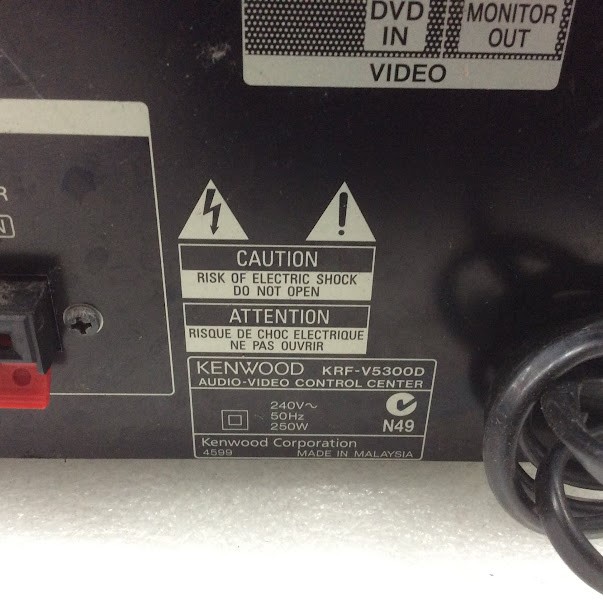 DVD
IN
MONITOR
OUT
VIDEO
R
CAUTION
RISK OF ELECTRIC SHOCK
DO NOT OPEN
ATTENTION
RISQUE DE CHOC ELECTRIQUE
NE PAS OUVRIR
KENWOOD KRF-V5300D
AUDIO-VIDEO CONTROL CENTER
240V~
50Hz
250W
N49
Kenwood Corporation
4599 MADE IN MALAYSIA